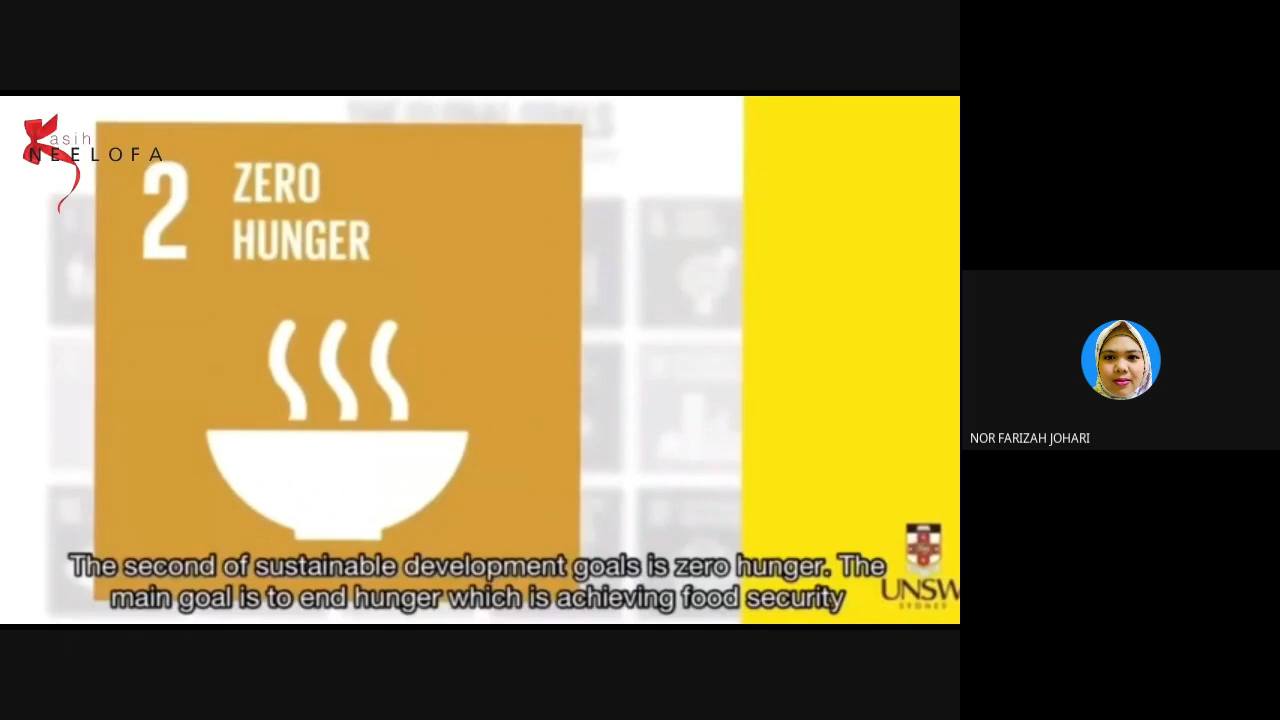 Kasih
NEELOFA
2
ZERO
HUNGER
The second of sustainable development goals is zero hunger. The
main goal is to end hunger which is achieving food security
UNSW
SYDNEY
NOR FARIZAH JOHARI